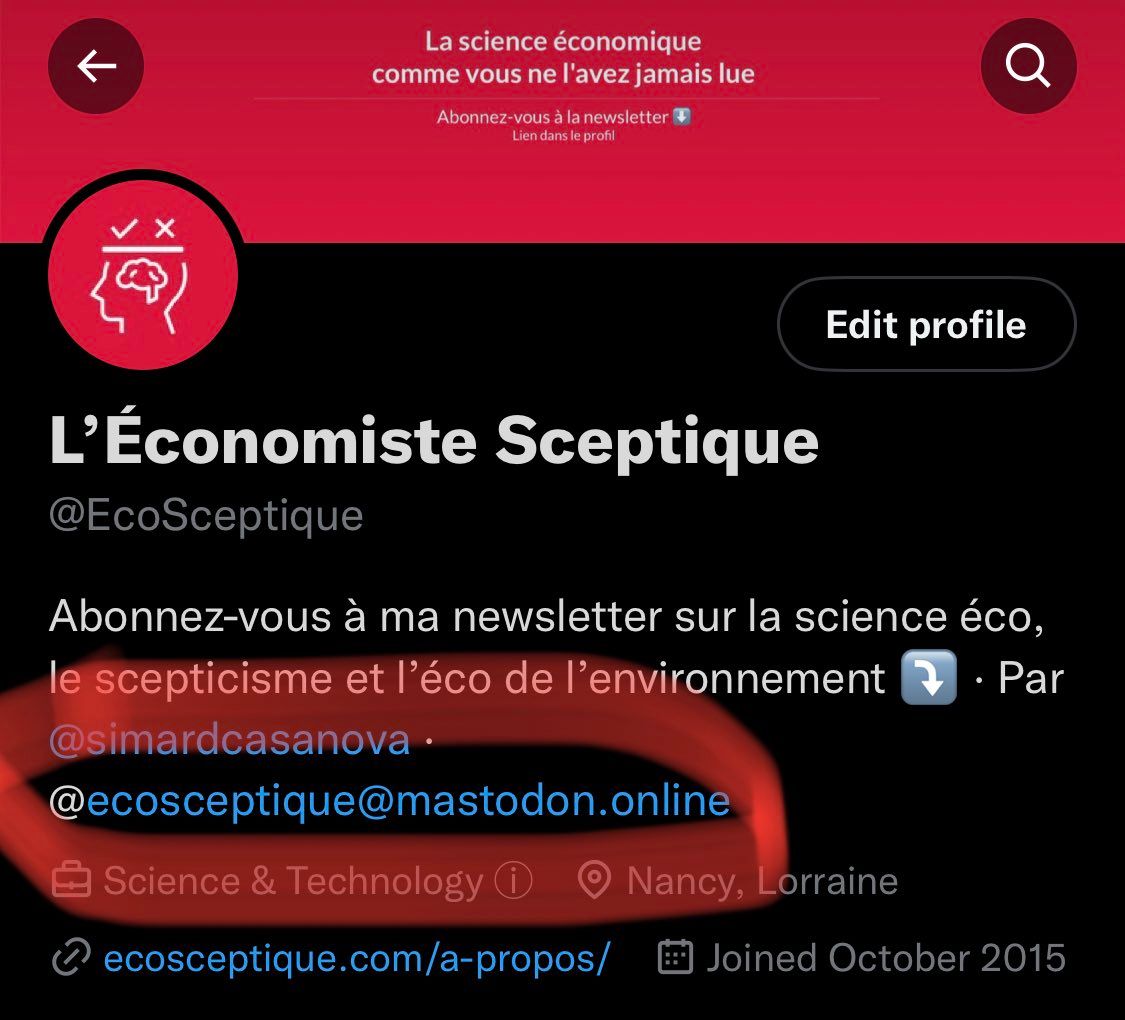 La science économique
comme vous ne l'avez jamais lue
Abonnez-vous à la newsletter ⬇️
Lien dans le profil
Edit profile
L’Économiste Sceptique
@EcoSceptique
Abonnez-vous à ma newsletter sur la science éco,
le scepticisme et l’éco de l’environnement ⤵️ · Par
@simardcasanova ·
@ecosceptique@mastodon.online
Science & Technology ⓘ Nancy, Lorraine
ecosceptique.com/a-propos/ Joined October 2015